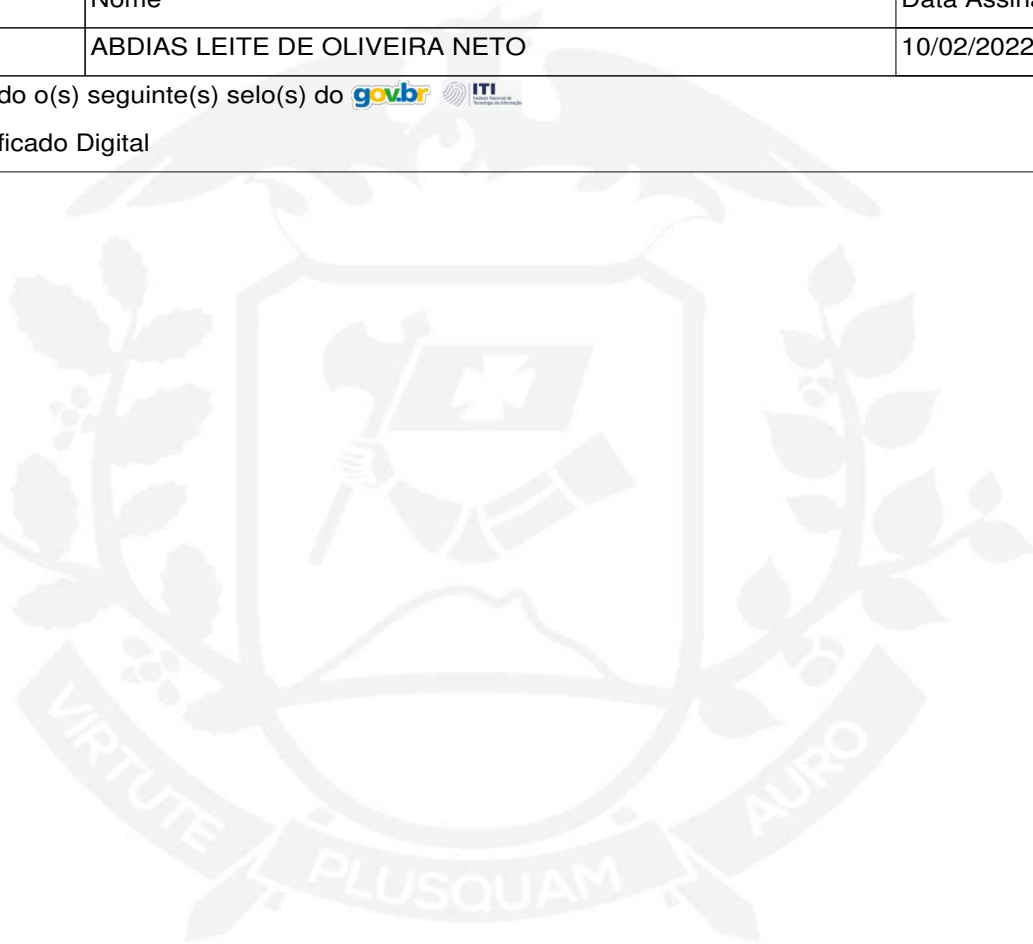 Nome Data Assina
ABDIAS LEITE DE OLIVEIRA NETO 10/02/2022
do o(s) seguinte(s) selo(s) do gov.br ITI
ficado Digital
VIRTUTE PLUSQUAM AURO